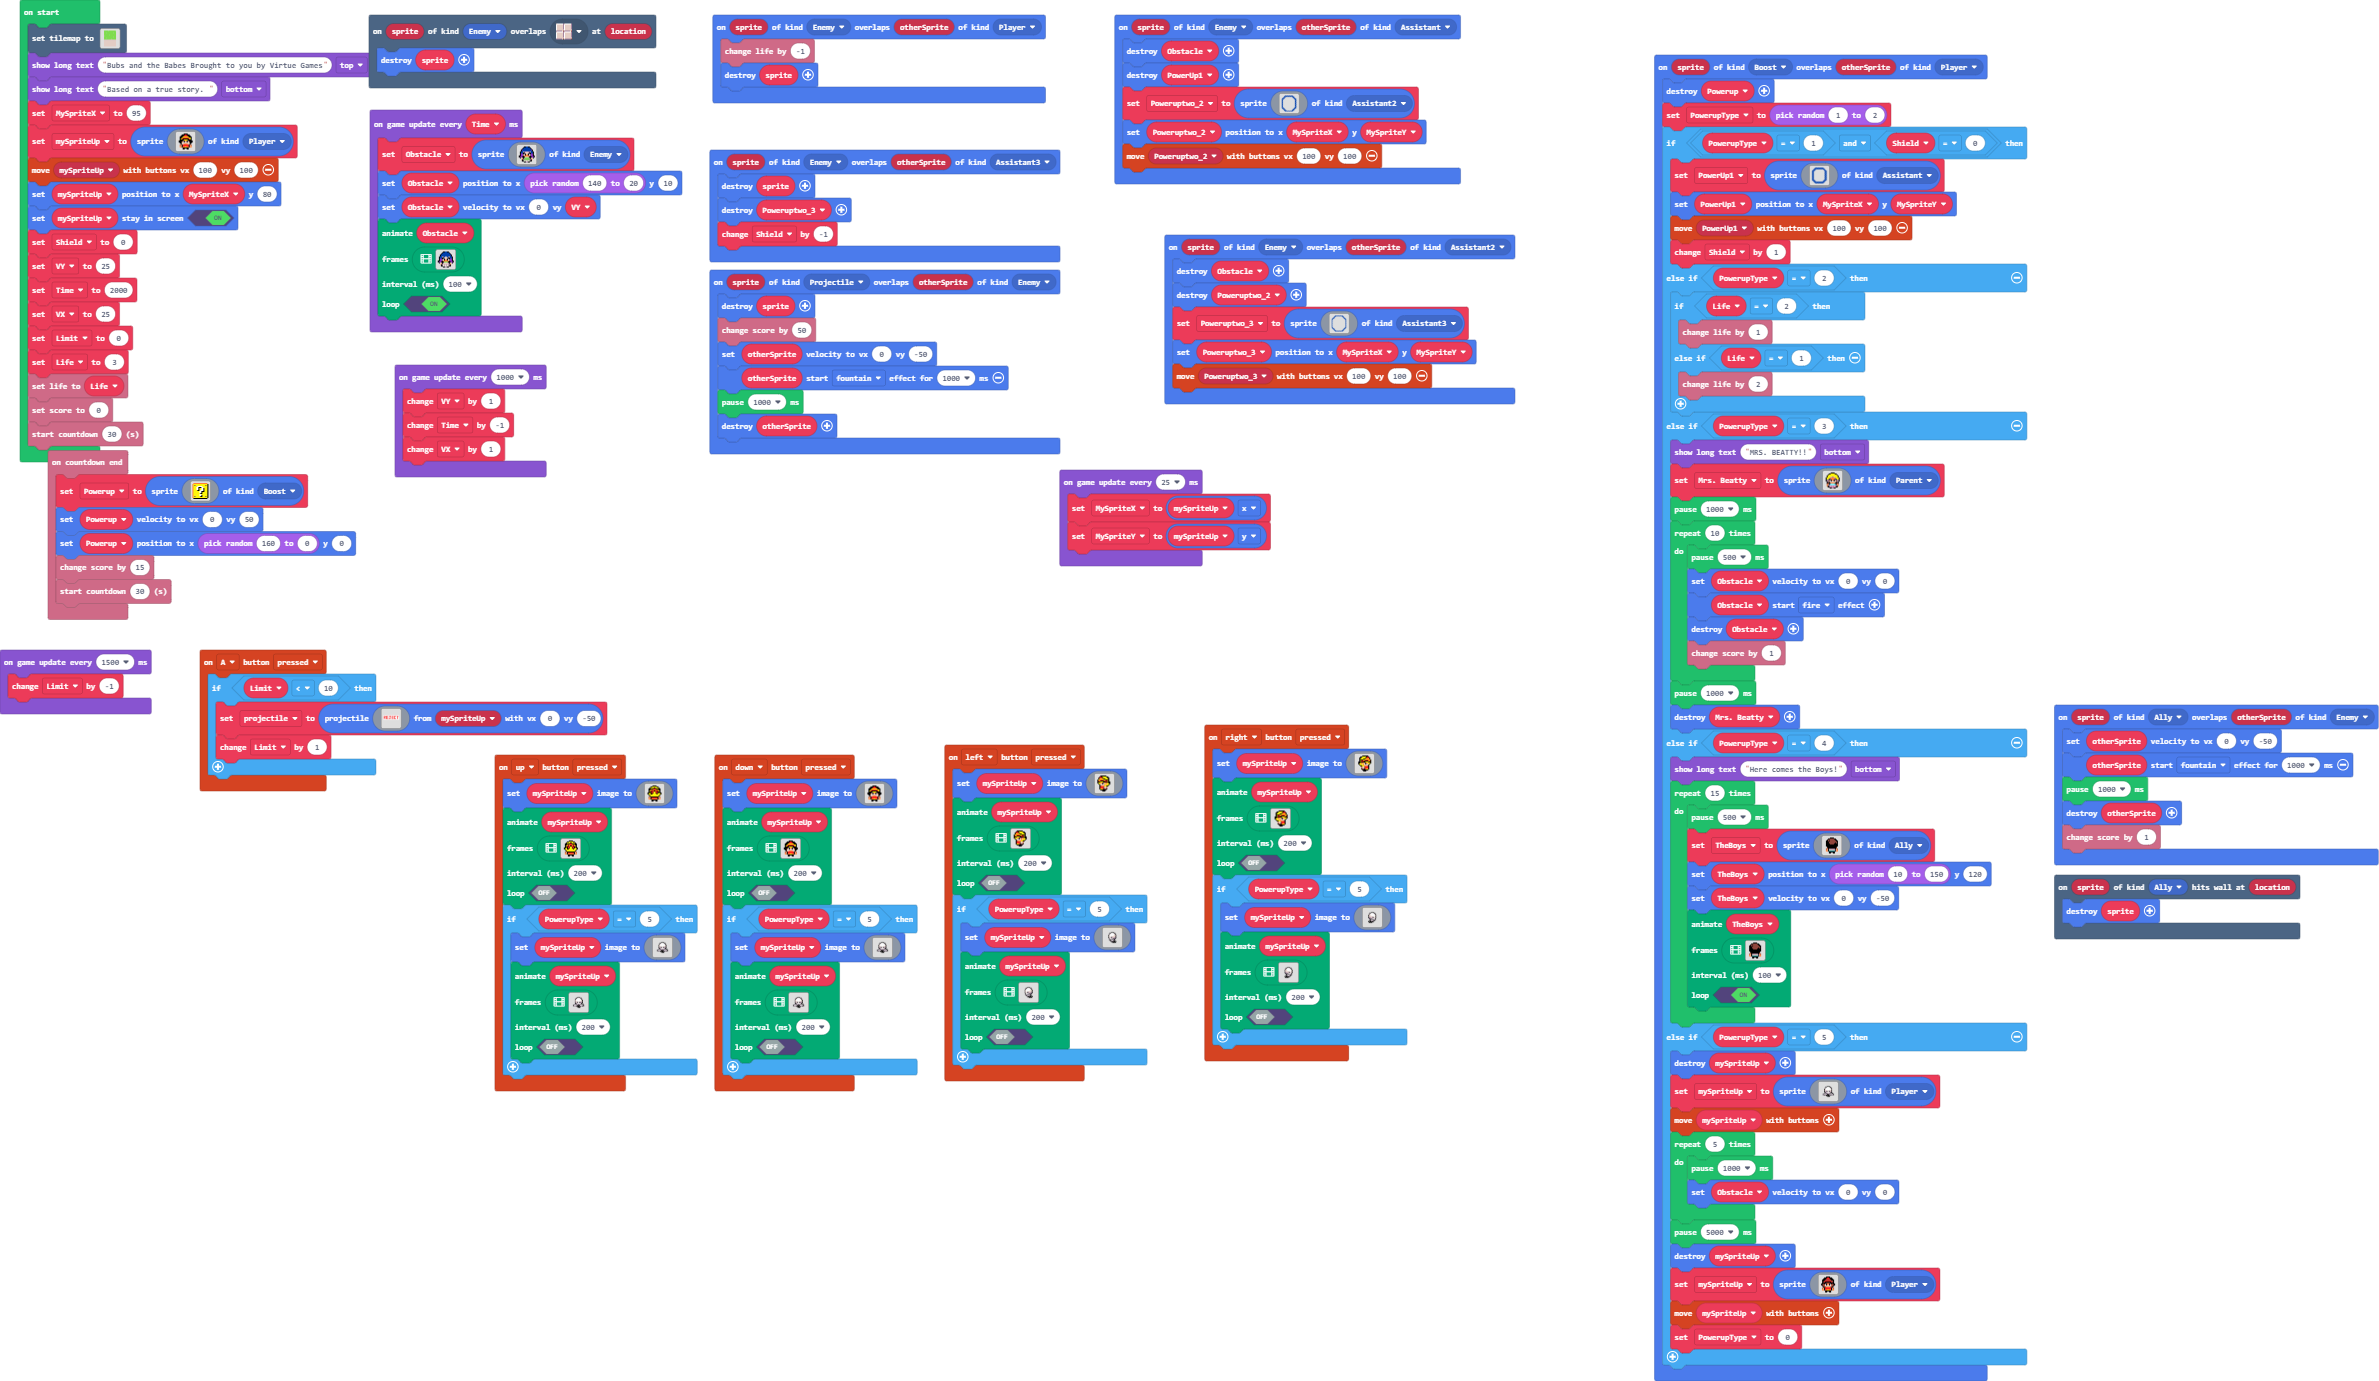 on start
set tilemap to
show long text "Bubs and the Babes Brought to you by Virtue Games" top
show long text "Based on a true story. " bottom
set MySpriteX to 95
set mySpriteUp to sprite of kind Player
move mySpriteUp with buttons vx 100 vy 100
set mySpriteUp position to x MySpriteX y 80
set mySpriteUp stay in screen ON
set Shield to 0
set VY to 25
set Time to 2000
set VX to 25
set Limit to 0
set Life to 3
set life to Life
set score to 0
start countdown 30 (s)
on countdown end
set Powerup to sprite of kind Boost
set Powerup velocity to vx 0 vy 50
set Powerup position to x pick random 160 to 0 y 0
change score by 15
start countdown 30 (s)
on game update every 1500 ms
change Limit by -1
on A button pressed
if Limit < 10 then
set projectile to projectile from mySpriteUp with vx 0 vy -50
change Limit by 1
on sprite of kind Enemy overlaps at location
destroy sprite
on game update every Time ms
set Obstacle to sprite of kind Enemy
set Obstacle position to x pick random 140 to 20 y 10
set Obstacle velocity to vx 0 vy VY
animate Obstacle
frames
interval (ms) 100
loop ON
on game update every 1000 ms
change VY by 1
change Time by -1
change VX by 1
on sprite of kind Enemy overlaps otherSprite of kind Player
change life by -1
destroy sprite
on sprite of kind Enemy overlaps otherSprite of kind Assistant3
destroy sprite
destroy Poweruptwo_3
change Shield by -1
on sprite of kind Projectile overlaps otherSprite of kind Enemy
destroy sprite
change score by 50
set otherSprite velocity to vx 0 vy -50
otherSprite start fountain effect for 1000 ms
pause 1000 ms
destroy otherSprite
on sprite of kind Enemy overlaps otherSprite of kind Assistant
destroy Obstacle
destroy PowerUp1
set Poweruptwo_2 to sprite of kind Assistant2
set Poweruptwo_2 position to x MySpriteX y MySpriteY
move Poweruptwo_2 with buttons vx 100 vy 100
on sprite of kind Enemy overlaps otherSprite of kind Assistant2
destroy Obstacle
destroy Poweruptwo_2
set Poweruptwo_3 to sprite of kind Assistant3
set Poweruptwo_3 position to x MySpriteX y MySpriteY
move Poweruptwo_3 with buttons vx 100 vy 100
on game update every 25 ms
set MySpriteX to mySpriteUp x
set MySpriteY to mySpriteUp y
on up button pressed
set mySpriteUp image to
animate mySpriteUp
frames
interval (ms) 200
loop OFF
if PowerupType = 5 then
set mySpriteUp image to
animate mySpriteUp
frames
interval (ms) 200
loop OFF
on down button pressed
set mySpriteUp image to
animate mySpriteUp
frames
interval (ms) 200
loop OFF
if PowerupType = 5 then
set mySpriteUp image to
animate mySpriteUp
frames
interval (ms) 200
loop OFF
on left button pressed
set mySpriteUp image to
animate mySpriteUp
frames
interval (ms) 200
loop OFF
if PowerupType = 5 then
set mySpriteUp image to
animate mySpriteUp
frames
interval (ms) 200
loop OFF
on right button pressed
set mySpriteUp image to
animate mySpriteUp
frames
interval (ms) 200
loop OFF
if PowerupType = 5 then
set mySpriteUp image to
animate mySpriteUp
frames
interval (ms) 200
loop OFF
on sprite of kind Boost overlaps otherSprite of kind Player
destroy Powerup
set PowerupType to pick random 1 to 2
if PowerupType = 1 and Shield = 0 then
set PowerUp1 to sprite of kind Assistant
set PowerUp1 position to x MySpriteX y MySpriteY
move PowerUp1 with buttons vx 100 vy 100
change Shield by 1
else if PowerupType = 2 then
if Life = 2 then
change life by 1
else if Life = 1 then
change life by 2
else if PowerupType = 3 then
show long text "MRS. BEATTY!!" bottom
set Mrs. Beatty to sprite of kind Parent
pause 1000 ms
repeat 10 times
do pause 500 ms
set Obstacle velocity to vx 0 vy 0
Obstacle start fire effect
destroy Obstacle
change score by 1
pause 1000 ms
destroy Mrs. Beatty
else if PowerupType = 4 then
show long text "Here comes the Boys!" bottom
repeat 15 times
do pause 500 ms
set TheBoys to sprite of kind Ally
set TheBoys position to x pick random 10 to 150 y 120
set TheBoys velocity to vx 0 vy -50
animate TheBoys
frames
interval (ms) 100
loop ON
else if PowerupType = 5 then
destroy mySpriteUp
set mySpriteUp to sprite of kind Player
move mySpriteUp with buttons
repeat 5 times
do pause 1000 ms
set Obstacle velocity to vx 0 vy 0
pause 5000 ms
destroy mySpriteUp
set mySpriteUp to sprite of kind Player
move mySpriteUp with buttons
set PowerupType to 0
on sprite of kind Ally overlaps otherSprite of kind Enemy
set otherSprite velocity to vx 0 vy -50
otherSprite start fountain effect for 1000 ms
pause 1000 ms
destroy otherSprite
change score by 1
on sprite of kind Ally hits wall at location
destroy sprite